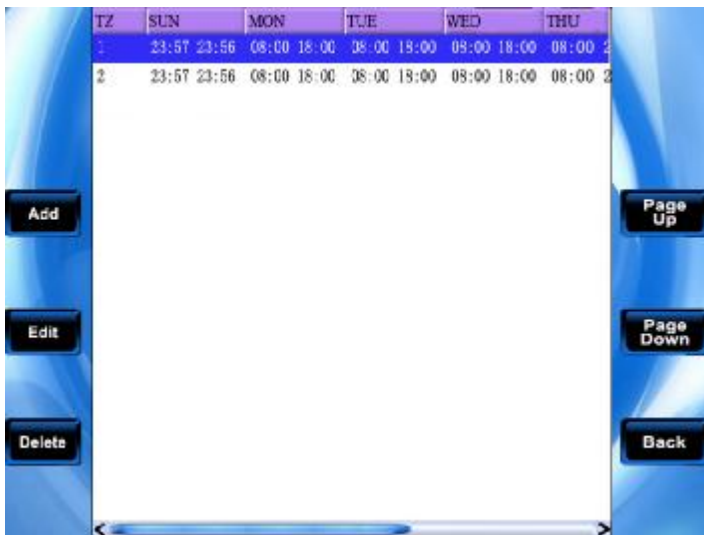 TZ SUN MON TUE WED THU
1 23:57 23:56 08:00 18:00 08:00 18:00 08:00 18:00 08:00 2
2 23:57 23:56 08:00 18:00 08:00 18:00 08:00 18:00 08:00 2
Add
Page Up
Edit
Page Down
Delete
Back